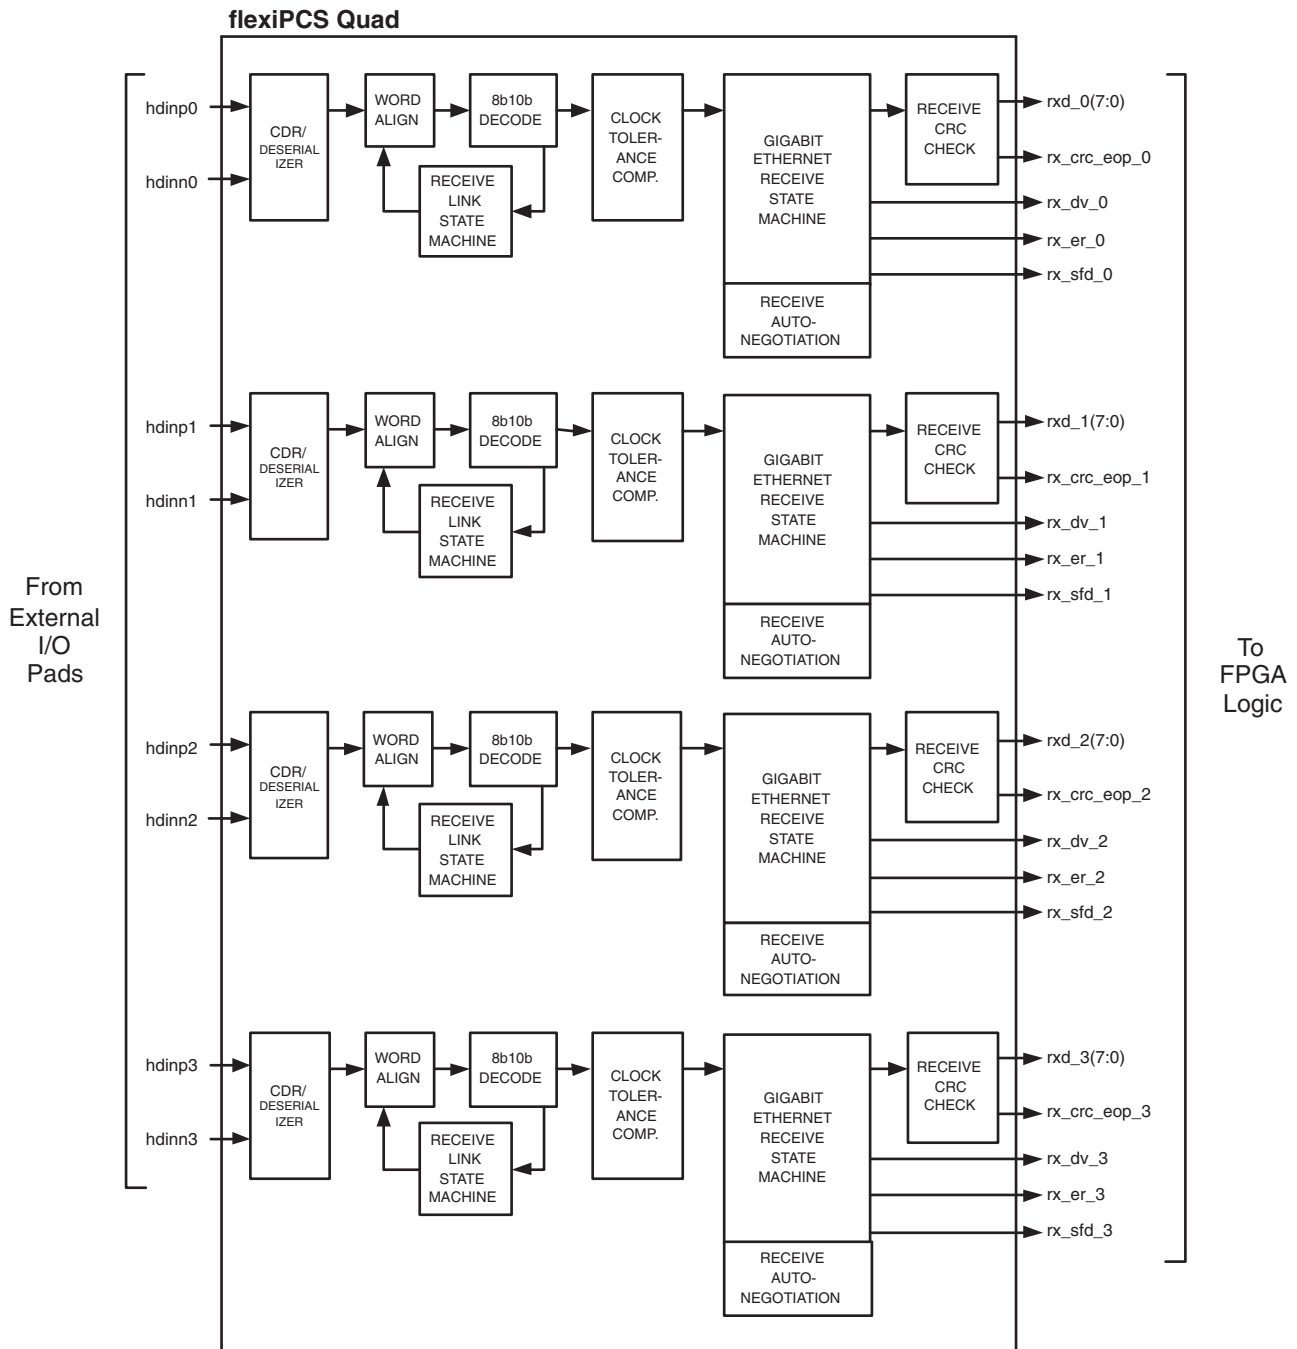 flexiPCS Quad
From
External
I/O
Pads
hdinp0
hdinn0
CDR/
DESERIAL
IZER
WORD
ALIGN
8b10b
DECODE
RECEIVE
LINK
STATE
MACHINE
CLOCK
TOLER-
ANCE
COMP.
GIGABIT
ETHERNET
RECEIVE
STATE
MACHINE
RECEIVE
AUTO-
NEGOTIATION
RECEIVE
CRC
CHECK
rxd_0(7:0)
rx_crc_eop_0
rx_dv_0
rx_er_0
rx_sfd_0
hdinp1
hdinn1
CDR/
DESERIAL
IZER
WORD
ALIGN
8b10b
DECODE
RECEIVE
LINK
STATE
MACHINE
CLOCK
TOLER-
ANCE
COMP.
GIGABIT
ETHERNET
RECEIVE
STATE
MACHINE
RECEIVE
AUTO-
NEGOTIATION
RECEIVE
CRC
CHECK
rxd_1(7:0)
rx_crc_eop_1
rx_dv_1
rx_er_1
rx_sfd_1
hdinp2
hdinn2
CDR/
DESERIAL
IZER
WORD
ALIGN
8b10b
DECODE
RECEIVE
LINK
STATE
MACHINE
CLOCK
TOLER-
ANCE
COMP.
GIGABIT
ETHERNET
RECEIVE
STATE
MACHINE
RECEIVE
AUTO-
NEGOTIATION
RECEIVE
CRC
CHECK
rxd_2(7:0)
rx_crc_eop_2
rx_dv_2
rx_er_2
rx_sfd_2
hdinp3
hdinn3
CDR/
DESERIAL
IZER
WORD
ALIGN
8b10b
DECODE
RECEIVE
LINK
STATE
MACHINE
CLOCK
TOLER-
ANCE
COMP.
GIGABIT
ETHERNET
RECEIVE
STATE
MACHINE
RECEIVE
AUTO-
NEGOTIATION
RECEIVE
CRC
CHECK
rxd_3(7:0)
rx_crc_eop_3
rx_dv_3
rx_er_3
rx_sfd_3
To
FPGA
Logic